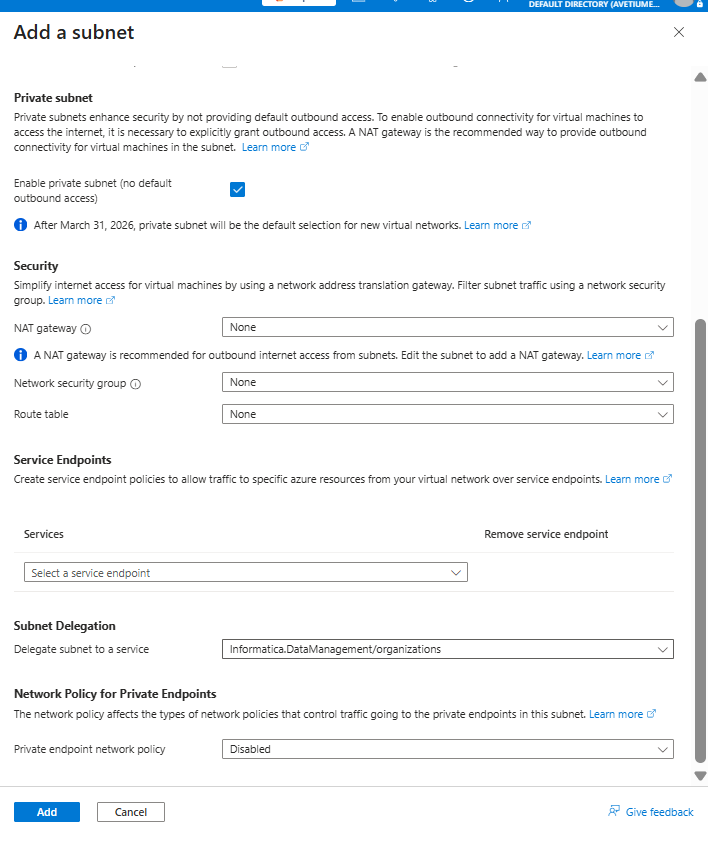 DEFAULT DIRECTORY (AVETIUME...
Add a subnet
Private subnet
Private subnets enhance security by not providing default outbound access. To enable outbound connectivity for virtual machines to
access the internet, it is necessary to explicitly grant outbound access. A NAT gateway is the recommended way to provide outbound
connectivity for virtual machines in the subnet. Learn more
Enable private subnet (no default
outbound access)
After March 31, 2026, private subnet will be the default selection for new virtual networks. Learn more
Security
Simplify internet access for virtual machines by using a network address translation gateway. Filter subnet traffic using a network security
group. Learn more
NAT gateway None
A NAT gateway is recommended for outbound internet access from subnets. Edit the subnet to add a NAT gateway. Learn more
Network security group None
Route table None
Service Endpoints
Create service endpoint policies to allow traffic to specific azure resources from your virtual network over service endpoints. Learn more
Services Remove service endpoint
Select a service endpoint
Subnet Delegation
Delegate subnet to a service Informatica.DataManagement/organizations
Network Policy for Private Endpoints
The network policy affects the types of network policies that control traffic going to the private endpoints in this subnet. Learn more
Private endpoint network policy Disabled
Add Cancel Give feedback